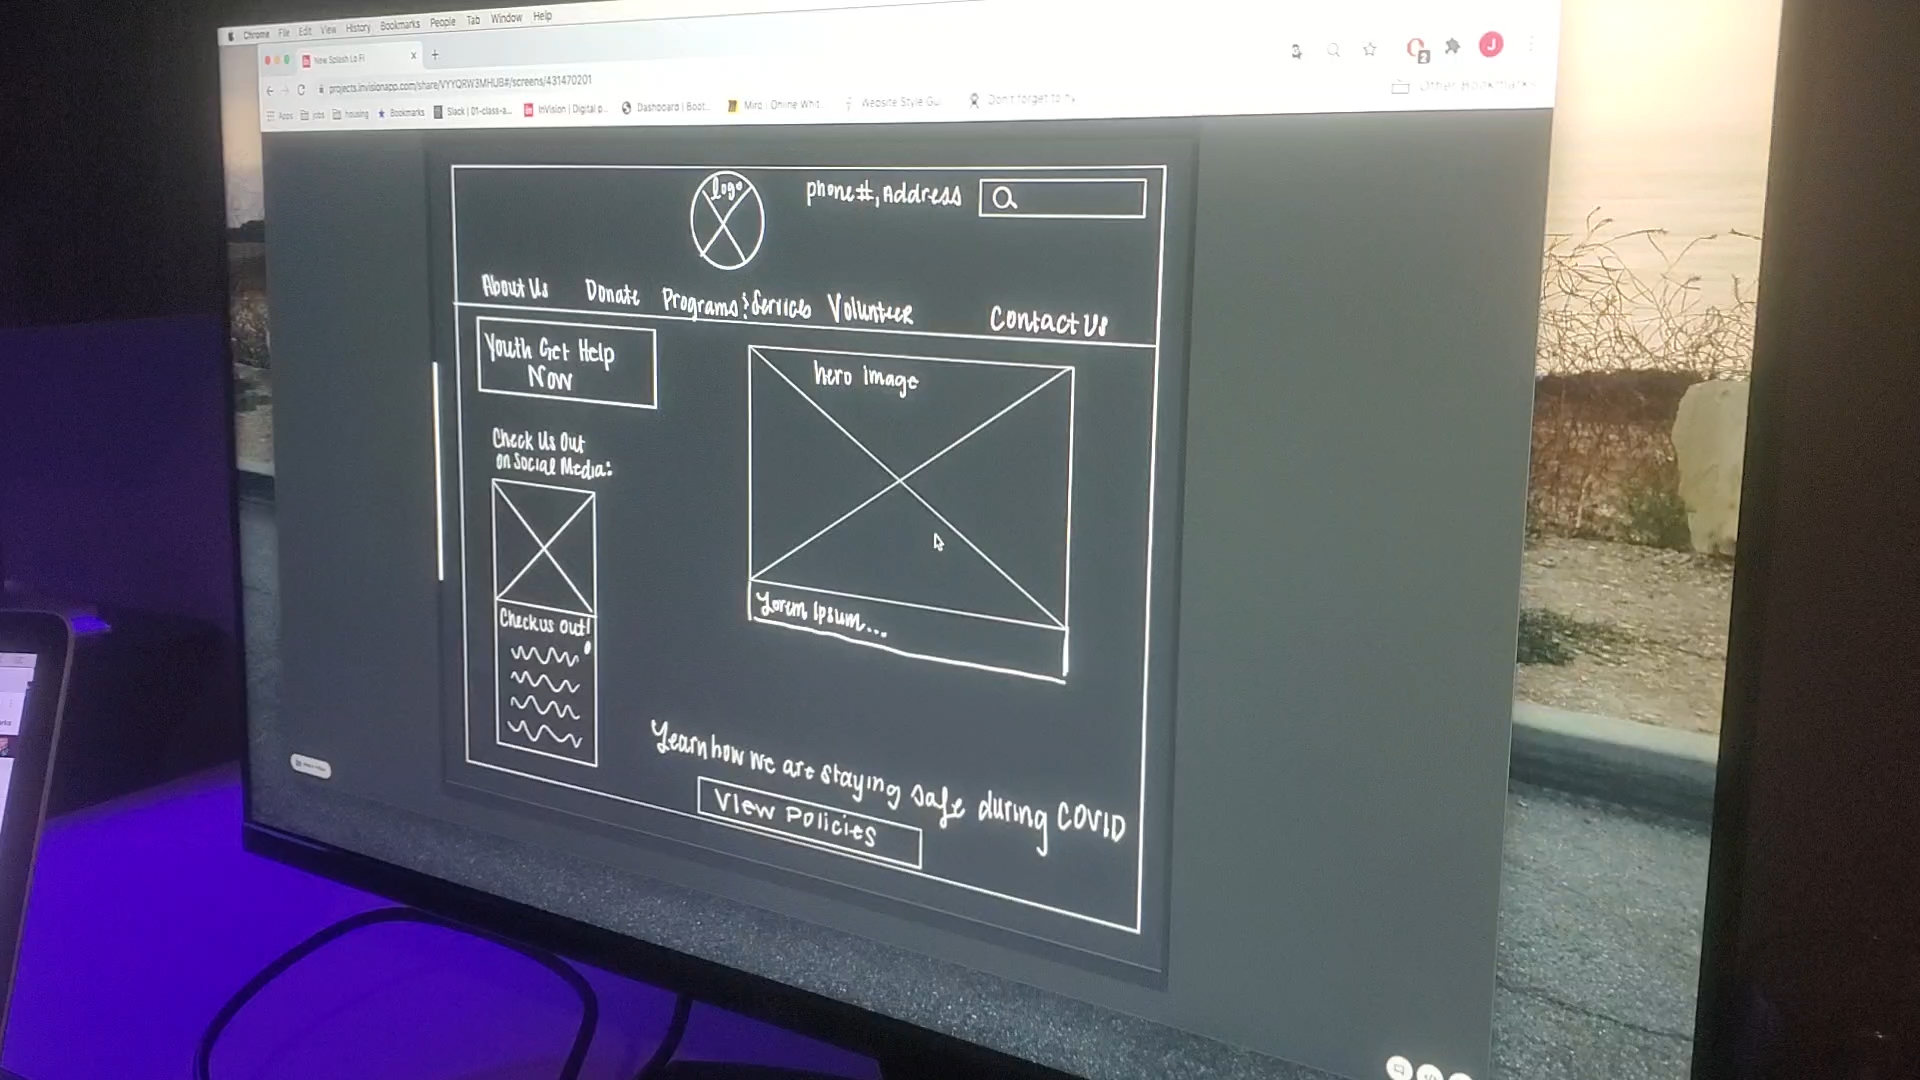 Chrome File Edit View History Bookmarks People Tab Window Help
New Splash Lo Fi
projects.invisionapp.com/share/VYYQRW3MHUB#/screens/431470201
Apps jobs housing Bookmarks Slack | 01-class-a... InVision | Digital p... Dashboard | Boot... Miro | Online Whit... Website Style Gu... Don't forget to Other Bookmarks
J
2
logo
phone#, Address
About Us Donate Programs & Services Volunteer Contact Us
Youth Get Help
Now
hero image
Check Us Out
on Social Media:
Check us out!
Lorem Ipsum...
Learn how we are staying safe during COVID
View Policies